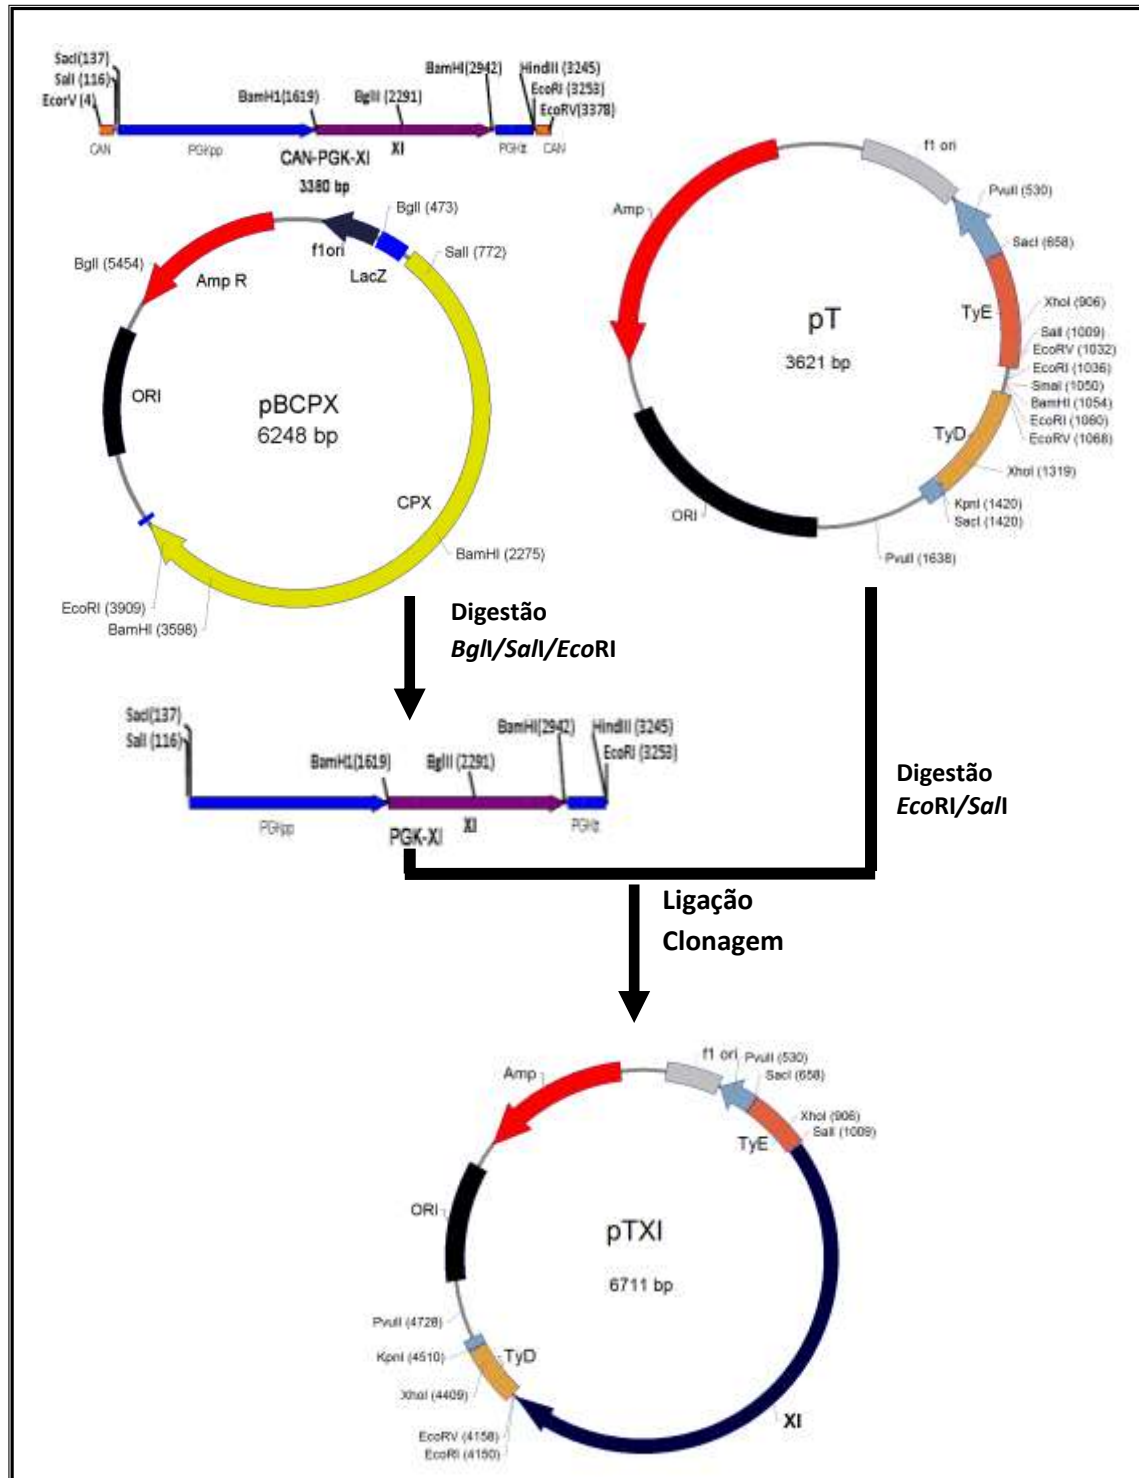 SacI(137)
SalI (116)
EcorV (4)
BamH1(1619)
BglII (2291)
BamHI(2942)
HindIII (3245)
EcoRI (3253)
EcoRV(3378)
CAN
PGKpp
CAN-PGK-XI
3380 bp
XI
PGKt
CAN
BglI (5454)
Amp R
f1ori
BglI (473)
LacZ
SalI (772)
ORI
pBCPX
6248 bp
CPX
BamHI (2275)
EcoRI (3909)
BamHI (3598)
Amp
f1 ori
PvuII (530)
SacI (658)
TyE
XhoI (906)
SalI (1009)
EcoRV (1032)
EcoRI (1036)
SmaI (1050)
BamHI (1054)
EcoRI (1060)
EcoRV (1068)
pT
3621 bp
TyD
XhoI (1319)
KpnI (1420)
SacI (1420)
PvuII (1638)
ORI
Digestão
BglI/SalI/EcoRI
SacI(137)
SalI (116)
BamH1(1619)
BglII (2291)
BamHI(2942)
HindIII (3245)
EcoRI (3253)
PGKpp
PGK-XI
XI
PGKt
Digestão
EcoRI/SalI
Ligação
Clonagem
Amp
f1 ori
PvuII (530)
SacI (658)
XhoI (906)
SalI (1009)
TyE
ORI
pTXI
6711 bp
PvuII (4728)
KpnI (4510)
TyD
XhoI (4409)
EcoRV (4158)
EcoRI (4150)
XI